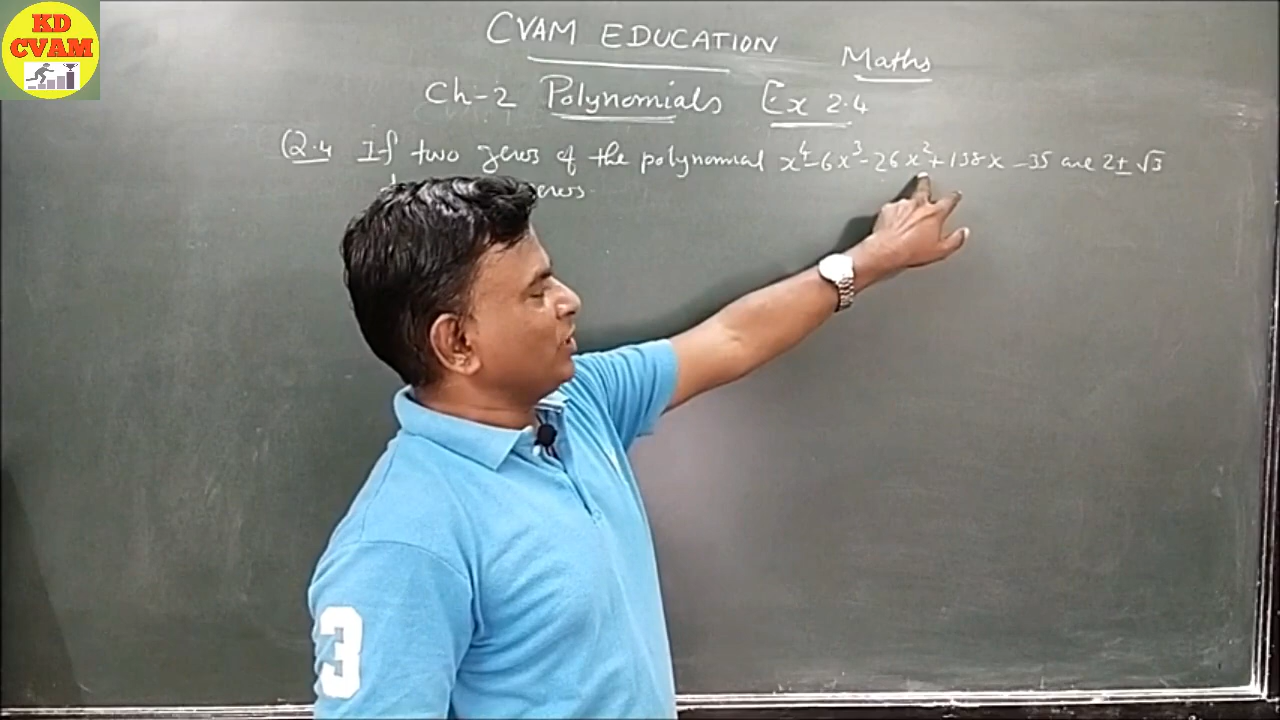 KD
CVAM
CVAM EDUCATION
Maths
Ch-2 Polynomials Ex 2.4
Q.4 If two zeros of the polynomial x⁴-6x³-26x²+138x-35 are 2±√3
3